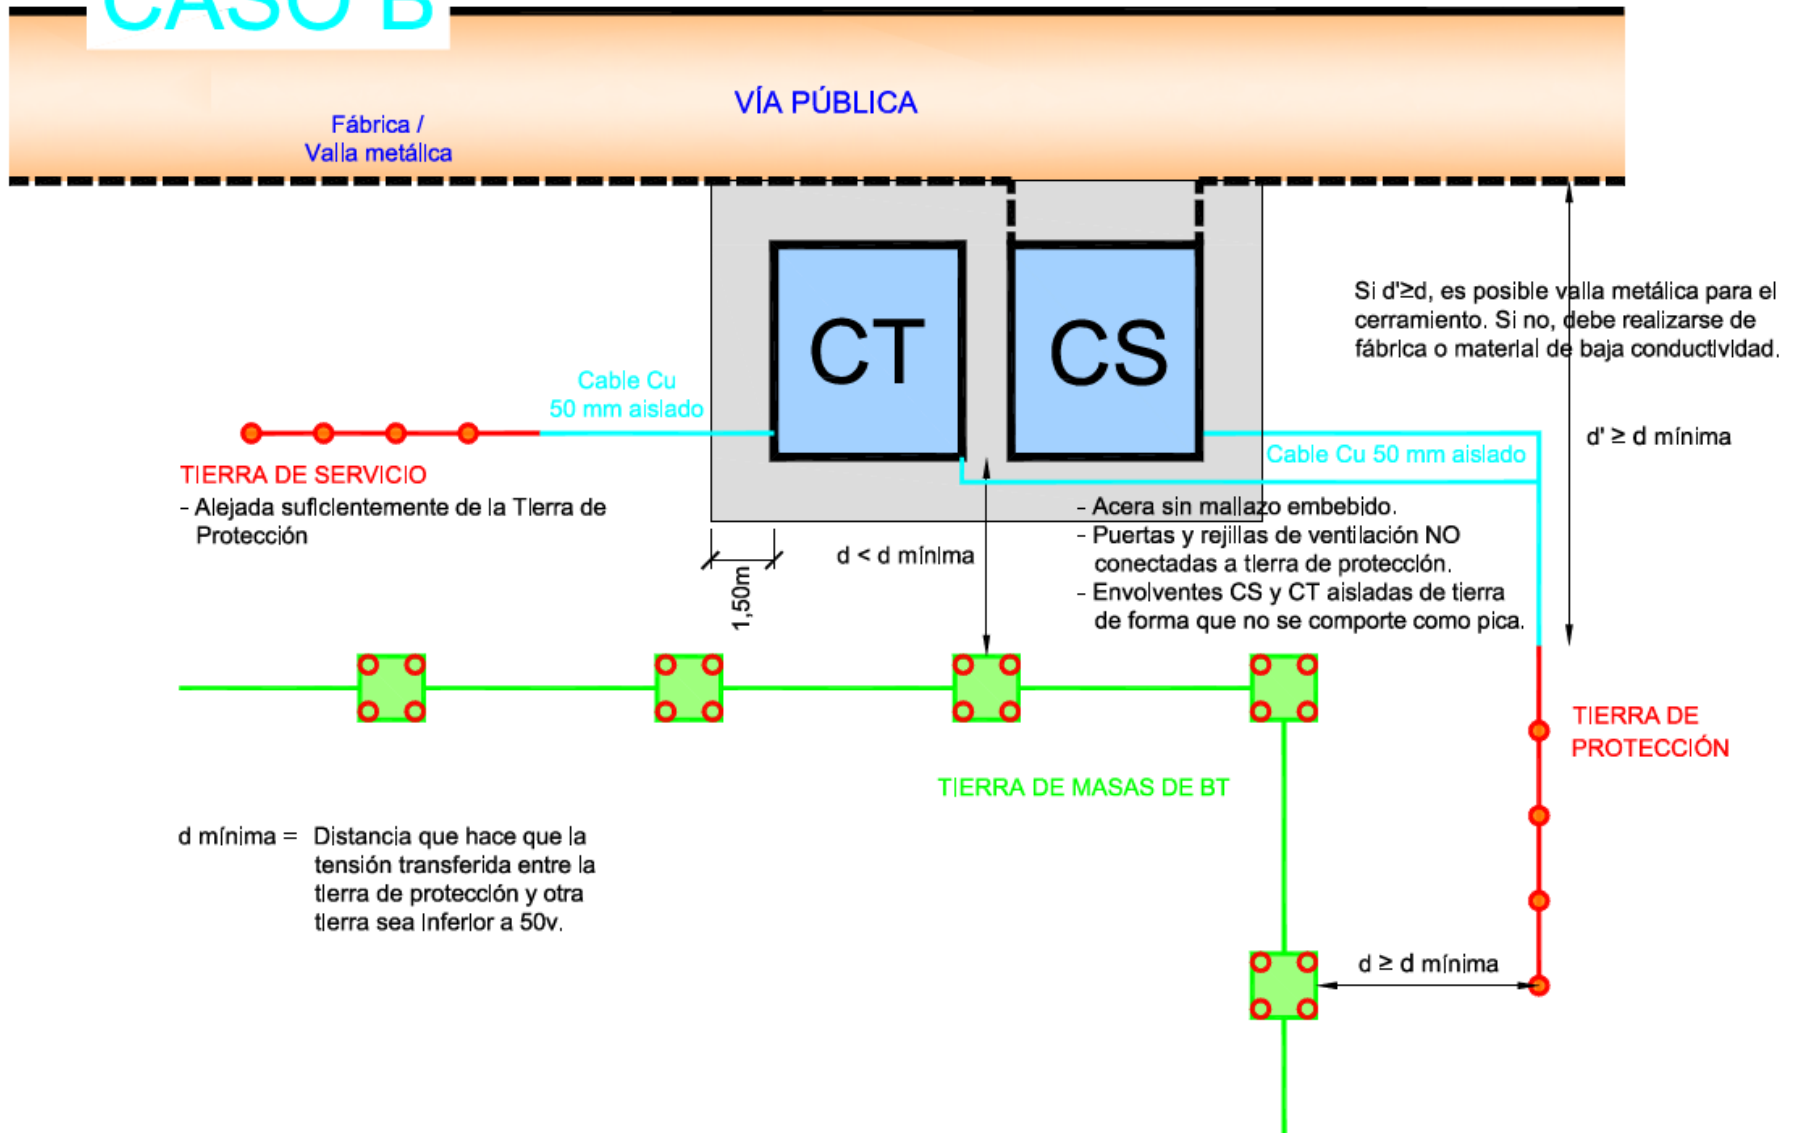 CASO B
VÍA PÚBLICA
Fábrica /
Valla metálica
CT
CS
Si d'≥d, es posible valla metálica para el
cerramiento. Si no, debe realizarse de
fábrica o material de baja conductividad.
Cable Cu
50 mm aislado
d' ≥ d mínima
Cable Cu 50 mm aislado
TIERRA DE SERVICIO
- Alejada suficientemente de la Tierra de
Protección
- Acera sin mallazo embebido.
- Puertas y rejillas de ventilación NO
conectadas a tierra de protección.
- Envolventes CS y CT aisladas de tierra
de forma que no se comporte como pica.
d < d mínima
1,50m
TIERRA DE
PROTECCIÓN
TIERRA DE MASAS DE BT
d mínima = Distancia que hace que la
tensión transferida entre la
tierra de protección y otra
tierra sea inferior a 50v.
d ≥ d mínima